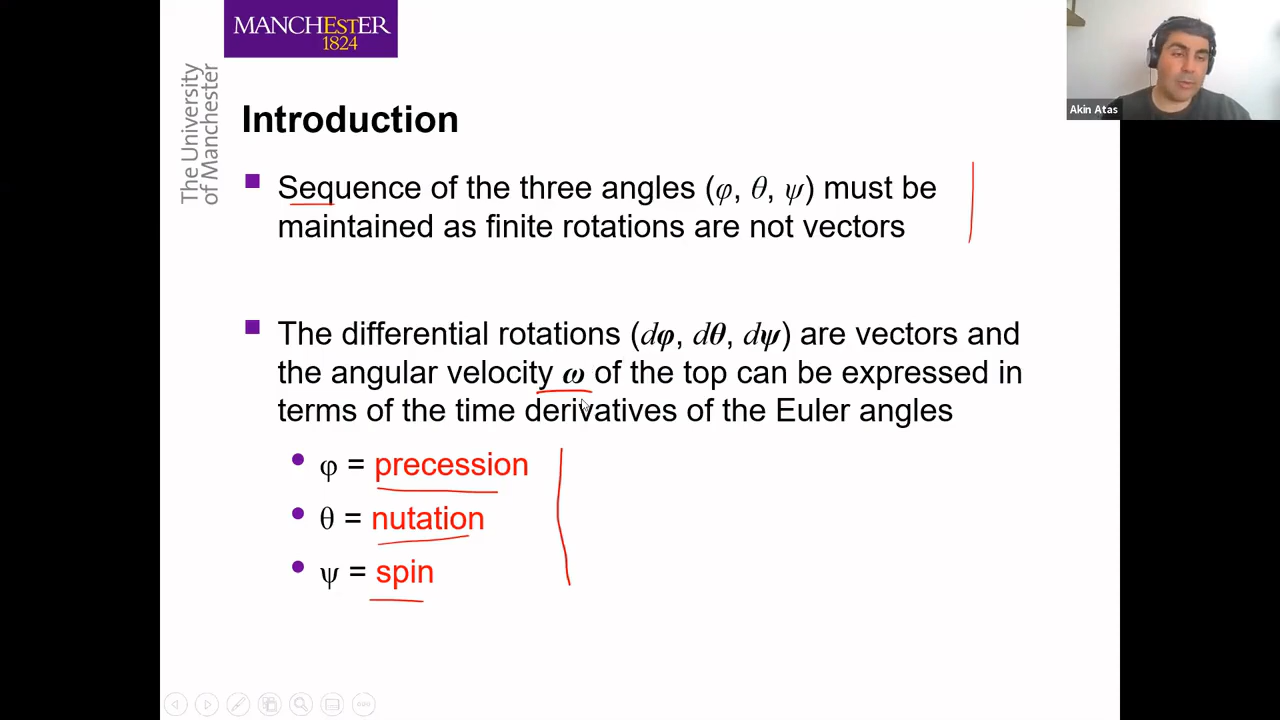 MANCHESTER
1824
The University
of Manchester
Akin Atas
Introduction
Sequence of the three angles (φ, θ, ψ) must be
maintained as finite rotations are not vectors
The differential rotations (dφ, dθ, dψ) are vectors and
the angular velocity ω of the top can be expressed in
terms of the time derivatives of the Euler angles
φ = precession
θ = nutation
ψ = spin